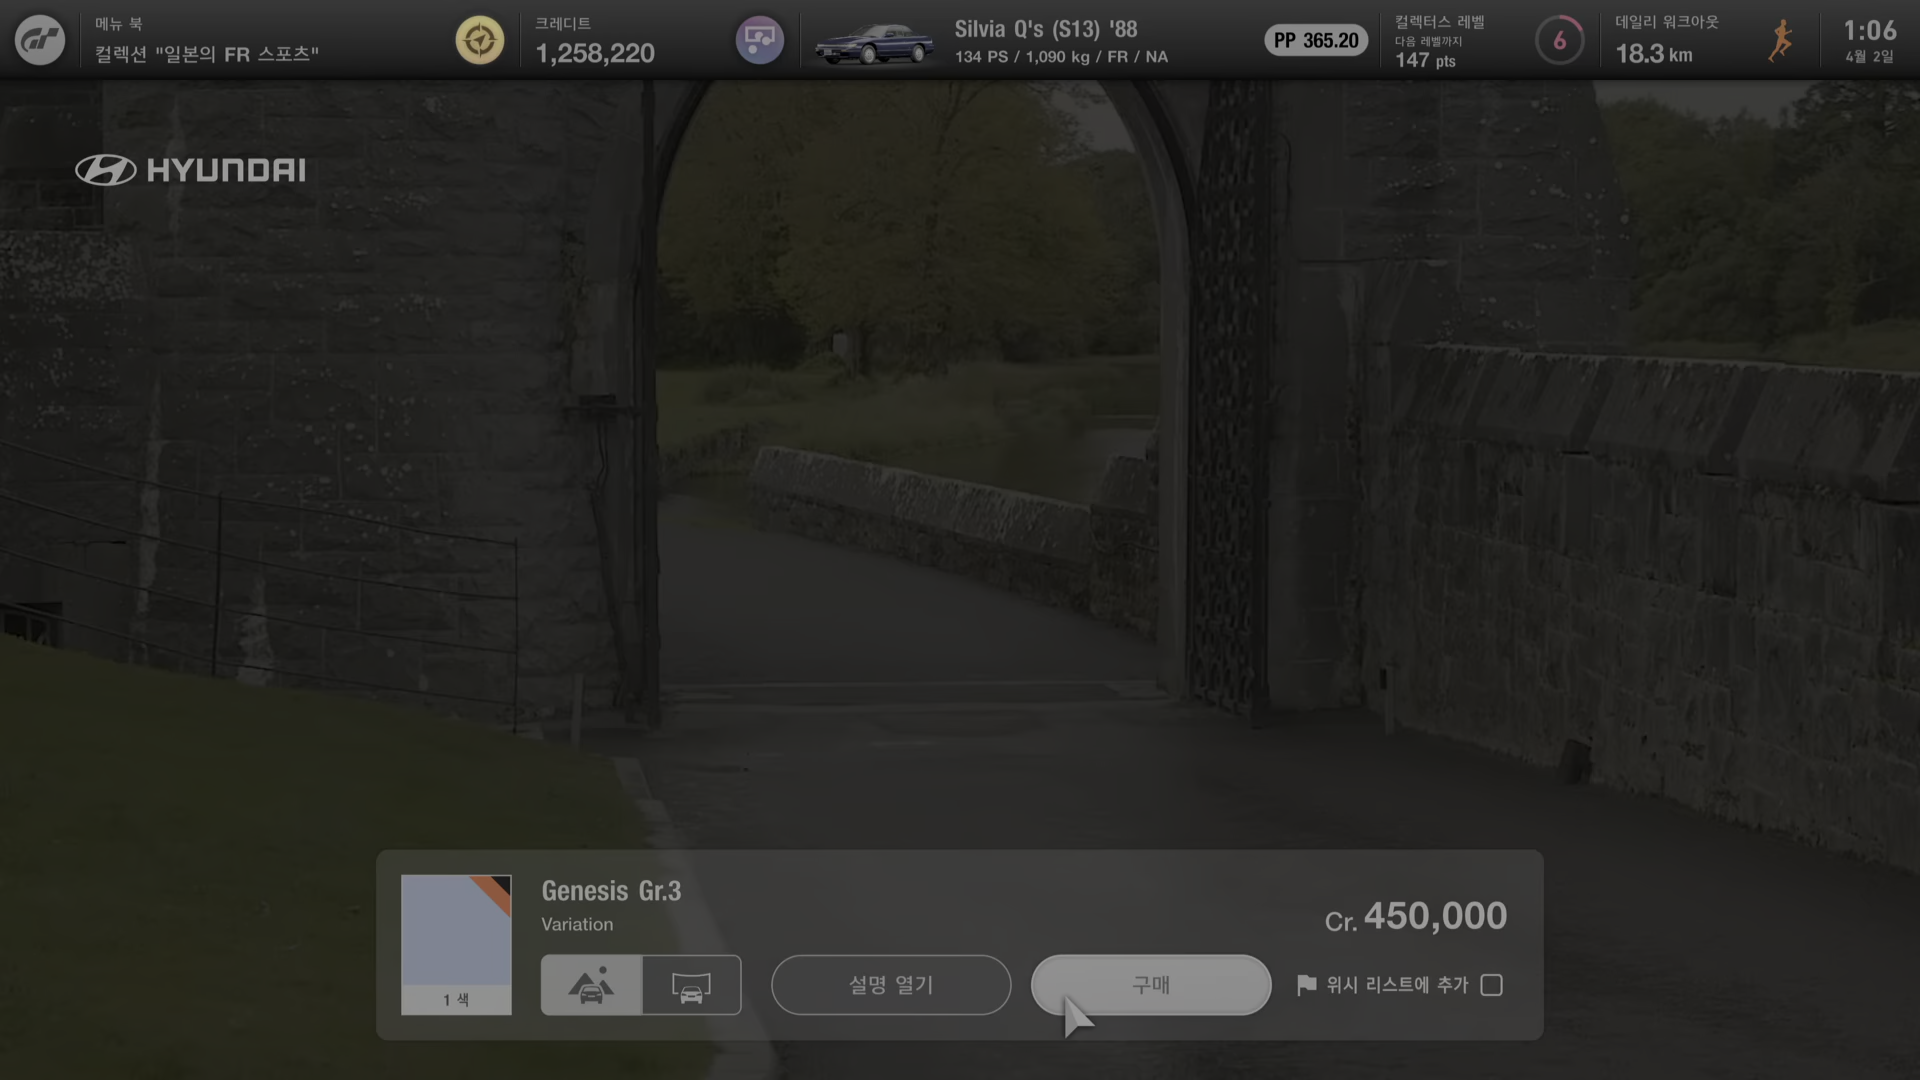 메뉴 북
컬렉션 "일본의 FR 스포츠"
크레디트
1,258,220
Silvia Q's (S13) '88
134 PS / 1,090 kg / FR / NA
PP 365.20
컬렉터스 레벨
다음 레벨까지
147 pts
6
데일리 워크아웃
18.3 km
1:06
4월 2일
HYUNDAI
Genesis Gr.3
Variation
Cr. 450,000
1 색
설명 열기
구매
위시 리스트에 추가